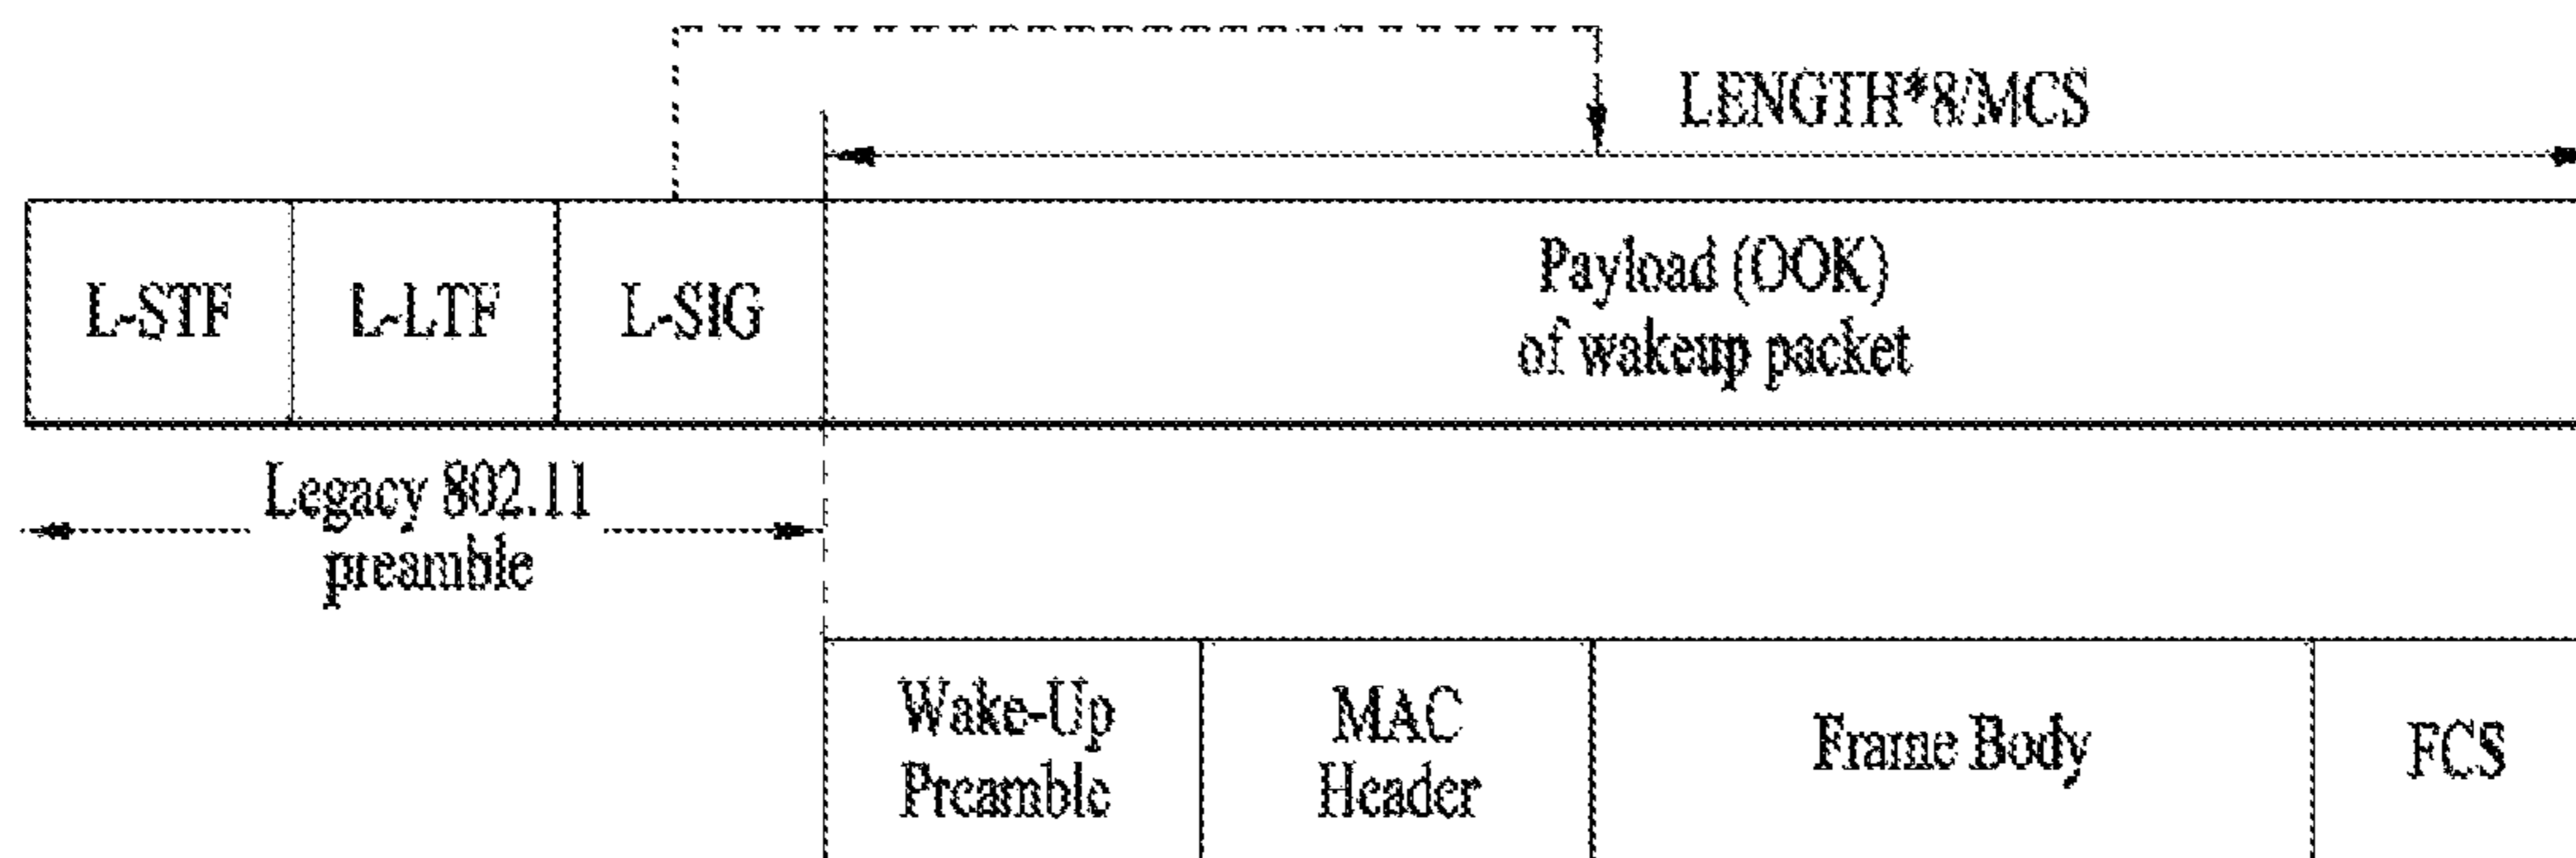 LENGTH*8/MCS
L-STF
L-LTF
L-SIG
Payload (OOK)
of wakeup packet
Legacy 802.11
preamble
Wake-Up
Preamble
MAC
Header
Frame Body
FCS